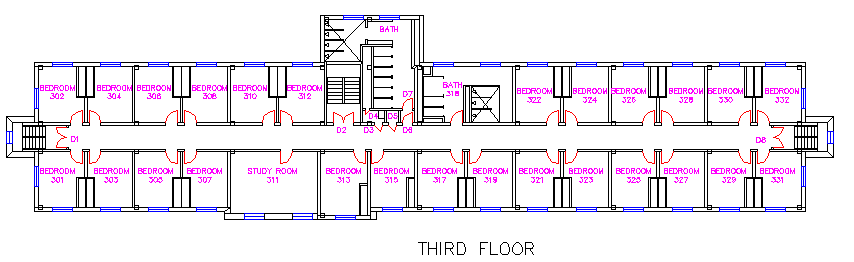 BATH
BEDROOM BEDROOM BEDROOM BEDROOM BEDROOM BEDROOM BATH BEDROOM BEDROOM BEDROOM BEDROOM BEDROOM BEDROOM
302 304 306 308 310 312 318 322 324 326 328 330 332
D7
D4 D5
D1 D2 D3 D6 D8
BEDROOM BEDROOM BEDROOM BEDROOM STUDY ROOM BEDROOM BEDROOM BEDROOM BEDROOM BEDROOM BEDROOM BEDROOM BEDROOM BEDROOM BEDROOM
301 303 305 307 311 313 315 317 319 321 323 325 327 329 331
THIRD FLOOR